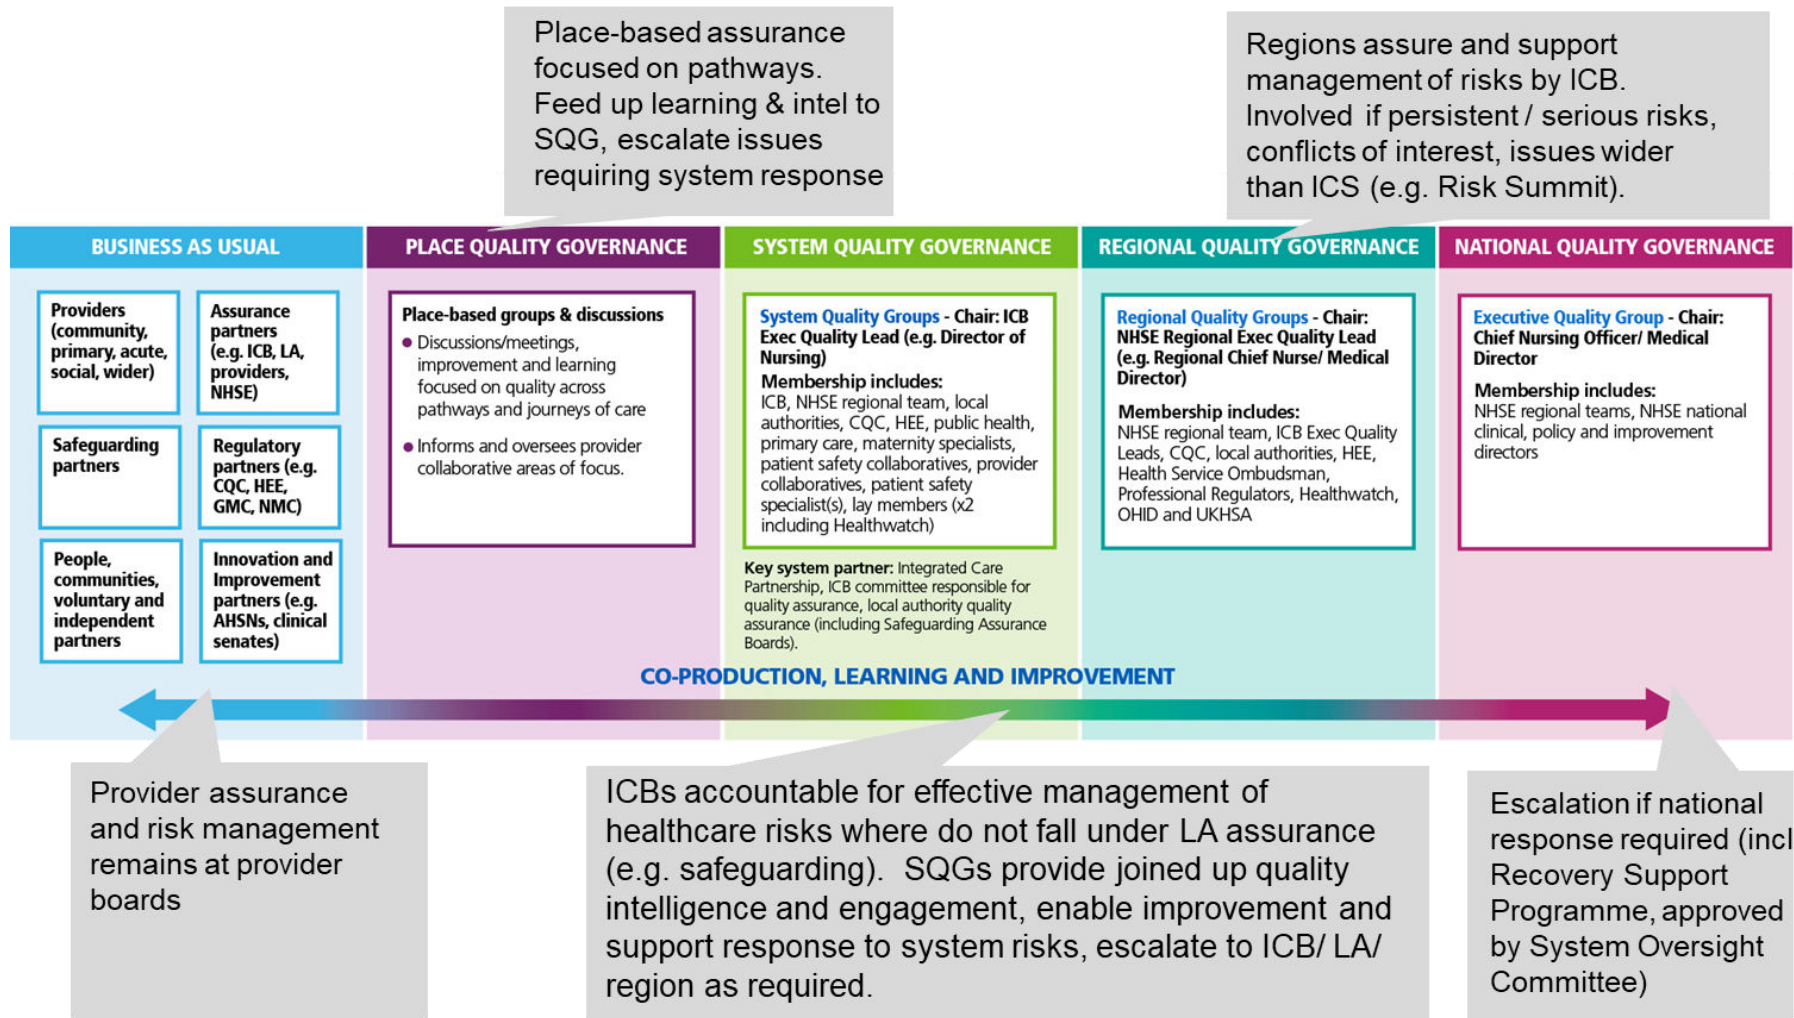 Place-based assurance
focused on pathways.
Feed up learning & intel to
SQG, escalate issues
requiring system response
Regions assure and support
management of risks by ICB.
Involved if persistent / serious risks,
conflicts of interest, issues wider
than ICS (e.g. Risk Summit).
BUSINESS AS USUAL
Providers
(community,
primary, acute,
social, wider)
Assurance
partners
(e.g. ICB, LA,
providers,
NHSE)
Safeguarding
partners
Regulatory
partners (e.g.
CQC, HEE,
GMC, NMC)
People,
communities,
voluntary and
independent
partners
Innovation and
Improvement
partners (e.g.
AHSNs, clinical
senates)
PLACE QUALITY GOVERNANCE
Place-based groups & discussions
• Discussions/meetings,
improvement and learning
focused on quality across
pathways and journeys of care
• Informs and oversees provider
collaborative areas of focus.
SYSTEM QUALITY GOVERNANCE
System Quality Groups - Chair: ICB
Exec Quality Lead (e.g. Director of
Nursing)
Membership includes:
ICB, NHSE regional team, local
authorities, CQC, HEE, public health,
primary care, maternity specialists,
patient safety collaboratives, provider
collaboratives, patient safety
specialist(s), lay members (x2
including Healthwatch)
Key system partner: Integrated Care
Partnership, ICB committee responsible for
quality assurance, local authority quality
assurance (including Safeguarding Assurance
Boards).
REGIONAL QUALITY GOVERNANCE
Regional Quality Groups - Chair:
NHSE Regional Exec Quality Lead
(e.g. Regional Chief Nurse/ Medical
Director)
Membership includes:
NHSE regional team, ICB Exec Quality
Leads, CQC, local authorities, HEE,
Health Service Ombudsman,
Professional Regulators, Healthwatch,
OHID and UKHSA
NATIONAL QUALITY GOVERNANCE
Executive Quality Group - Chair:
Chief Nursing Officer/ Medical
Director
Membership includes:
NHSE regional teams, NHSE national
clinical, policy and improvement
directors
CO-PRODUCTION, LEARNING AND IMPROVEMENT
Provider assurance
and risk management
remains at provider
boards
ICBs accountable for effective management of
healthcare risks where do not fall under LA assurance
(e.g. safeguarding).  SQGs provide joined up quality
intelligence and engagement, enable improvement and
support response to system risks, escalate to ICB/ LA/
region as required.
Escalation if national
response required (incl
Recovery Support
Programme, approved
by System Oversight
Committee)